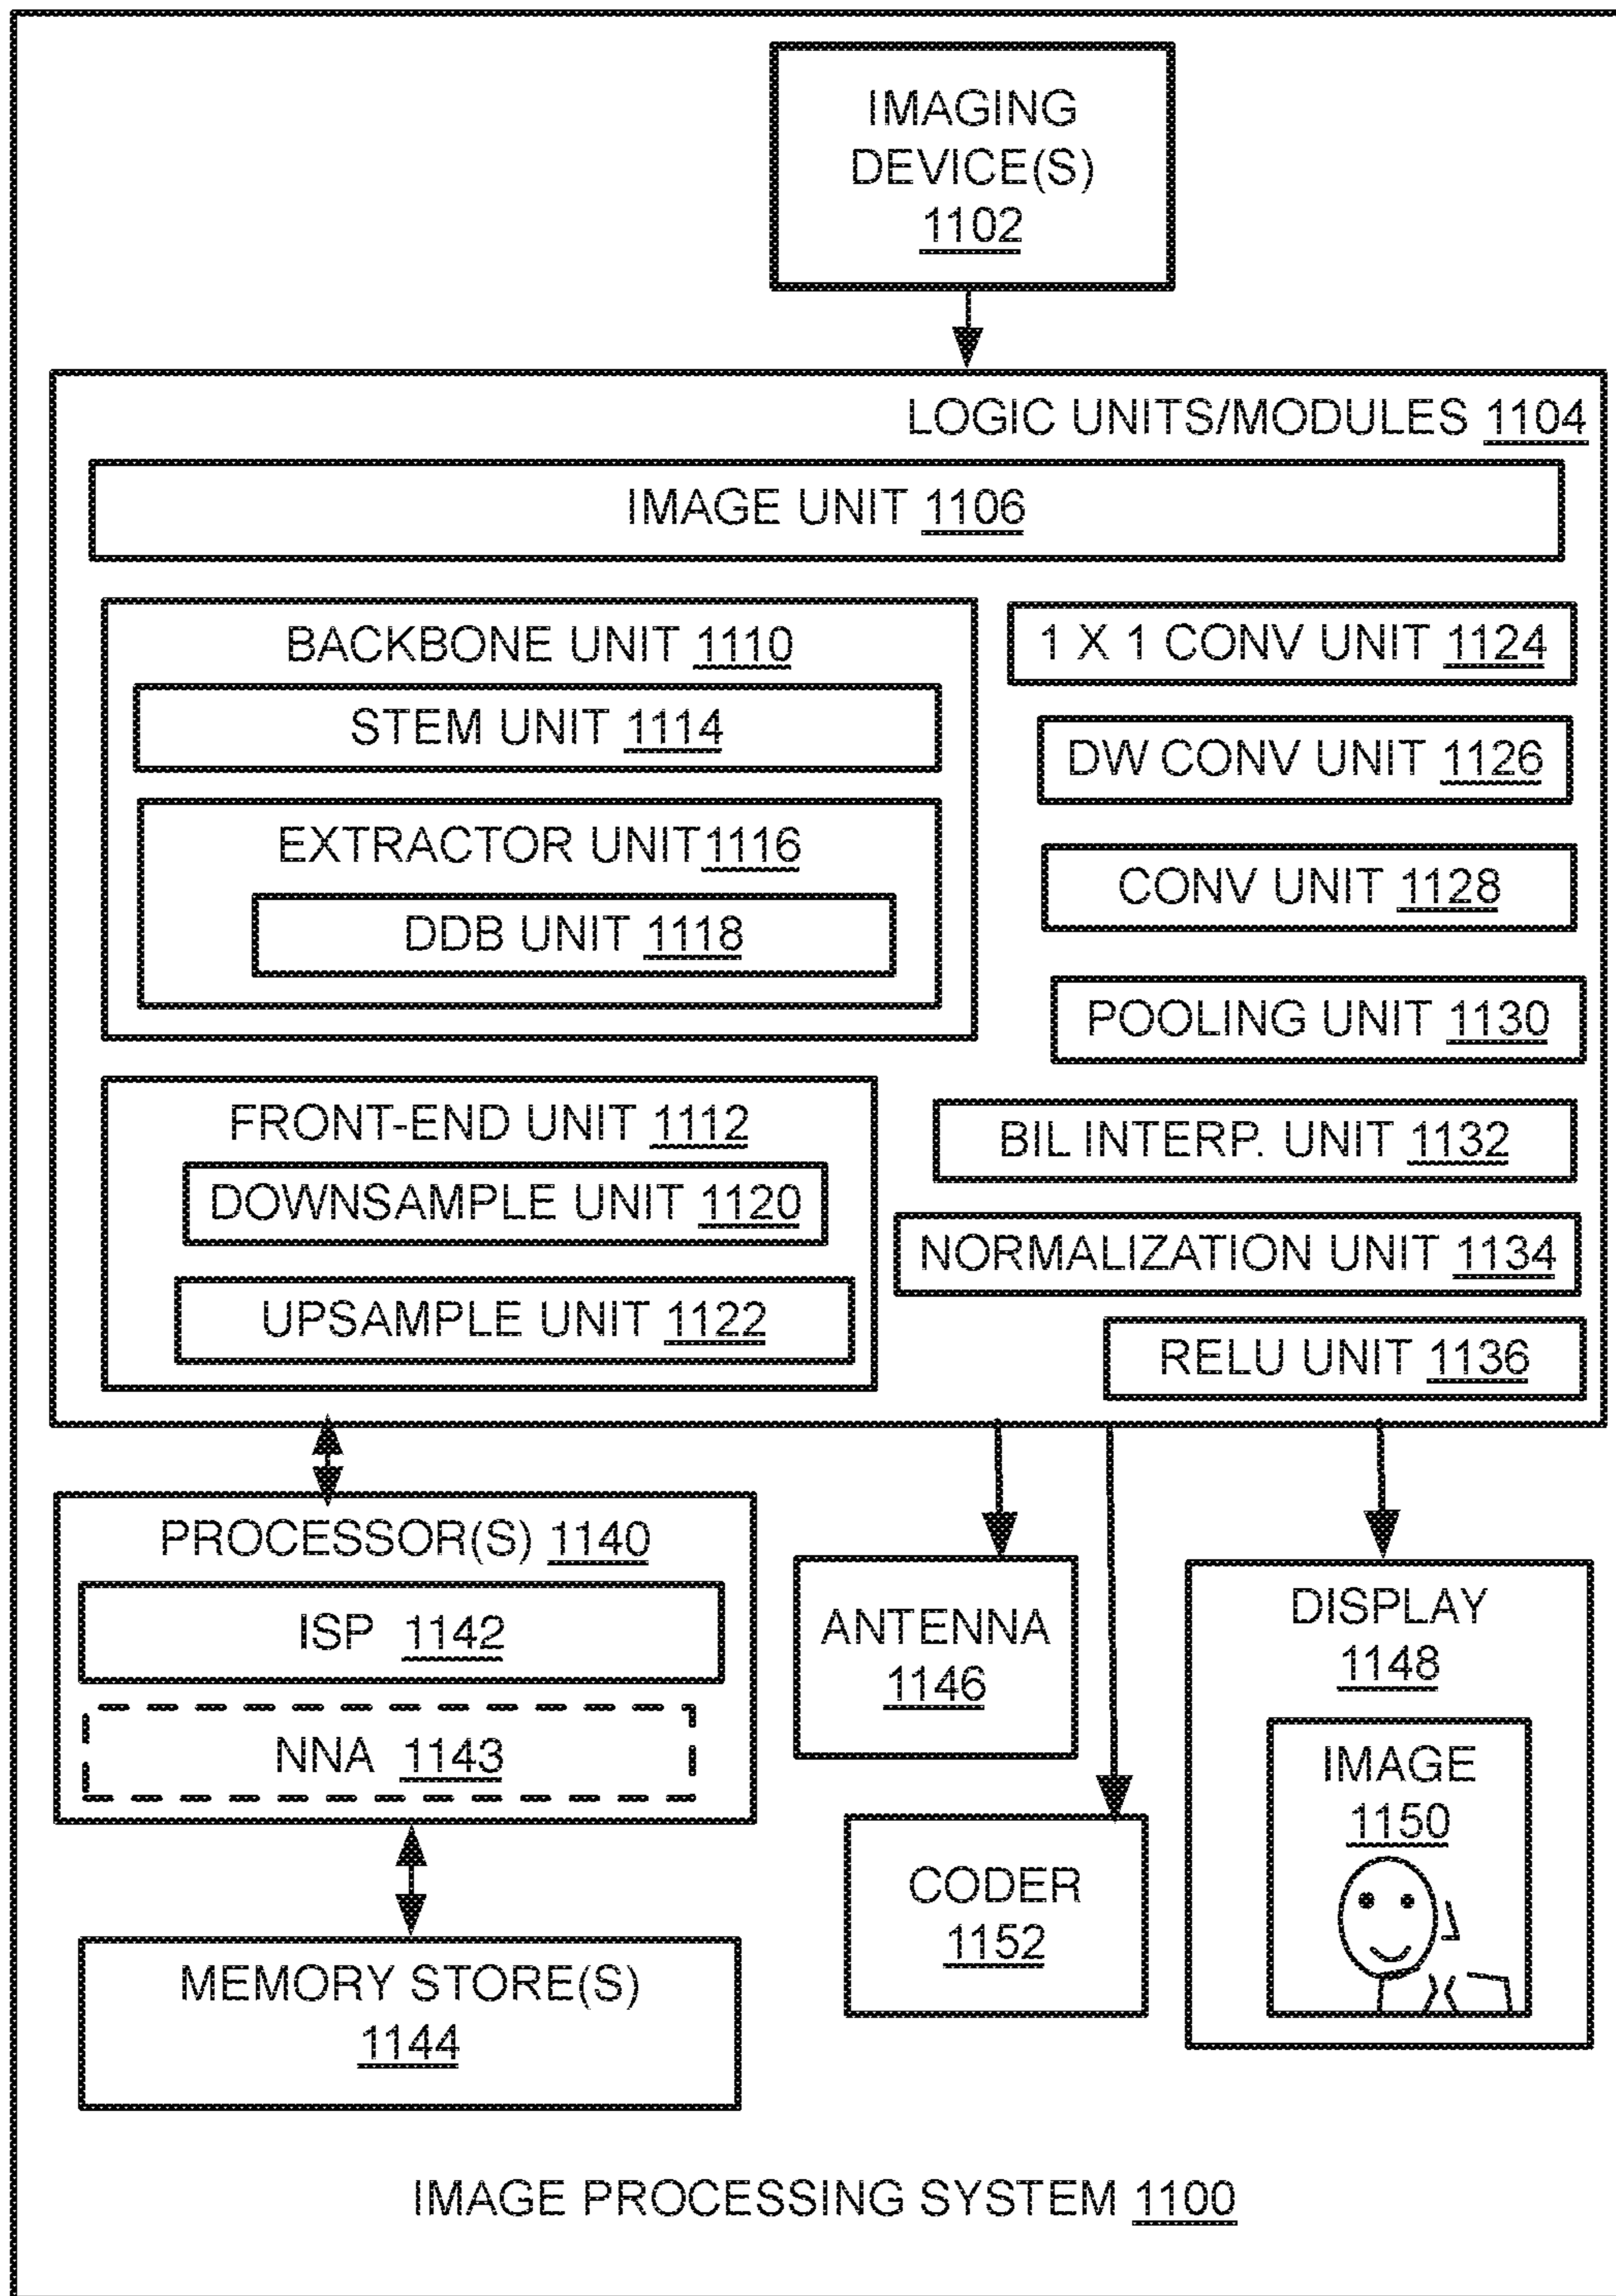 IMAGING
DEVICE(S)
1102
LOGIC UNITS/MODULES 1104
IMAGE UNIT 1106
BACKBONE UNIT 1110
STEM UNIT 1114
EXTRACTOR UNIT1116
DDB UNIT 1118
FRONT-END UNIT 1112
DOWNSAMPLE UNIT 1120
UPSAMPLE UNIT 1122
1 X 1 CONV UNIT 1124
DW CONV UNIT 1126
CONV UNIT 1128
POOLING UNIT 1130
BIL INTERP. UNIT 1132
NORMALIZATION UNIT 1134
RELU UNIT 1136
PROCESSOR(S) 1140
ISP 1142
NNA 1143
MEMORY STORE(S)
1144
ANTENNA
1146
CODER
1152
DISPLAY
1148
IMAGE
1150
IMAGE PROCESSING SYSTEM 1100